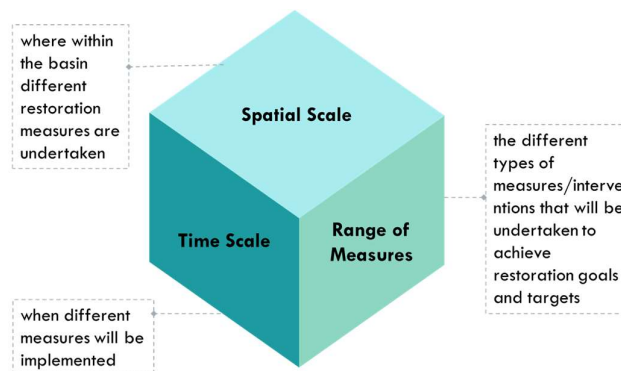 where within
the basin
different
restoration
measures are
undertaken
Spatial Scale
Time Scale
Range of
Measures
the different
types of
measures/interve
ntions that will be
undertaken to
achieve
restoration goals
and targets
when different
measures will be
implemented